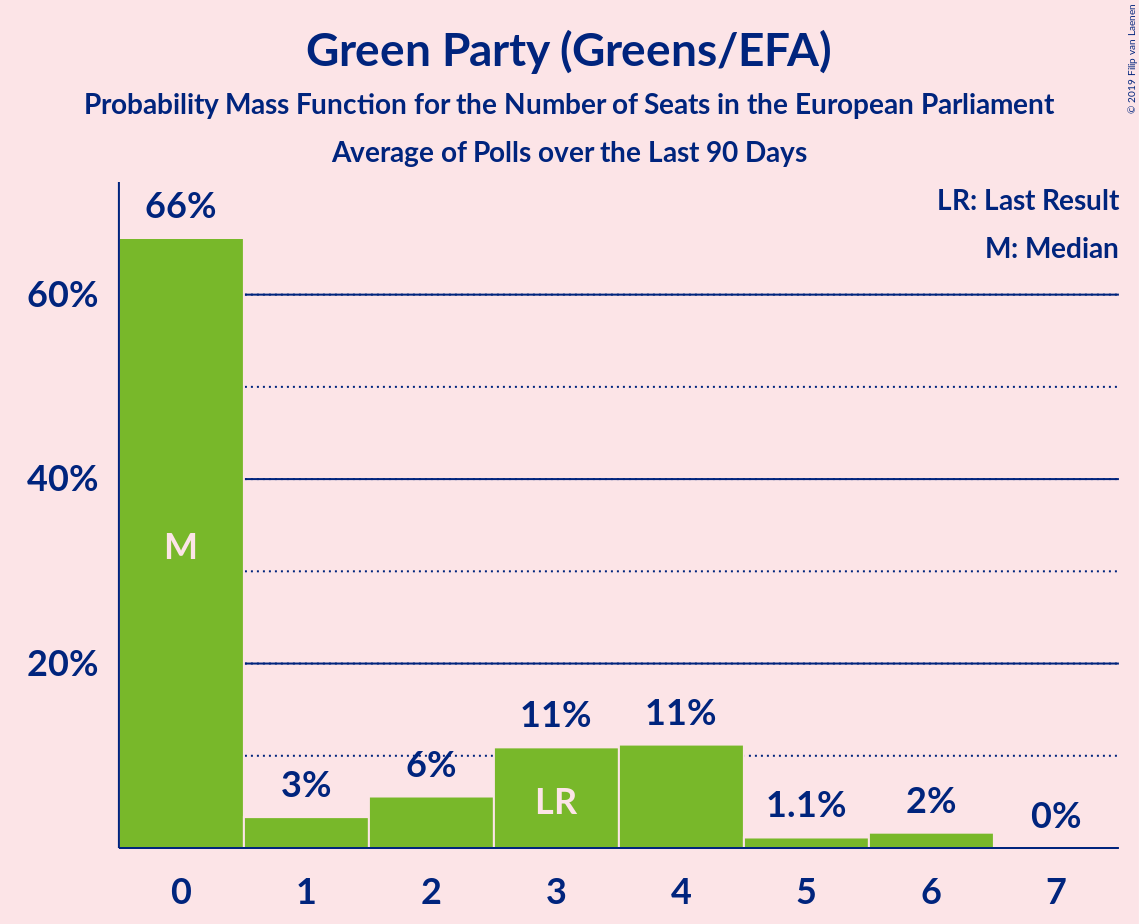 Green Party (Greens/EFA)
Probability Mass Function for the Number of Seats in the European Parliament
Average of Polls over the Last 90 Days
© 2019 Filip van Laenen
LR: Last Result
M: Median
66%
60%
40%
20%
M
3%
6%
11%
LR
11%
1.1%
2%
0%
0 1 2 3 4 5 6 7